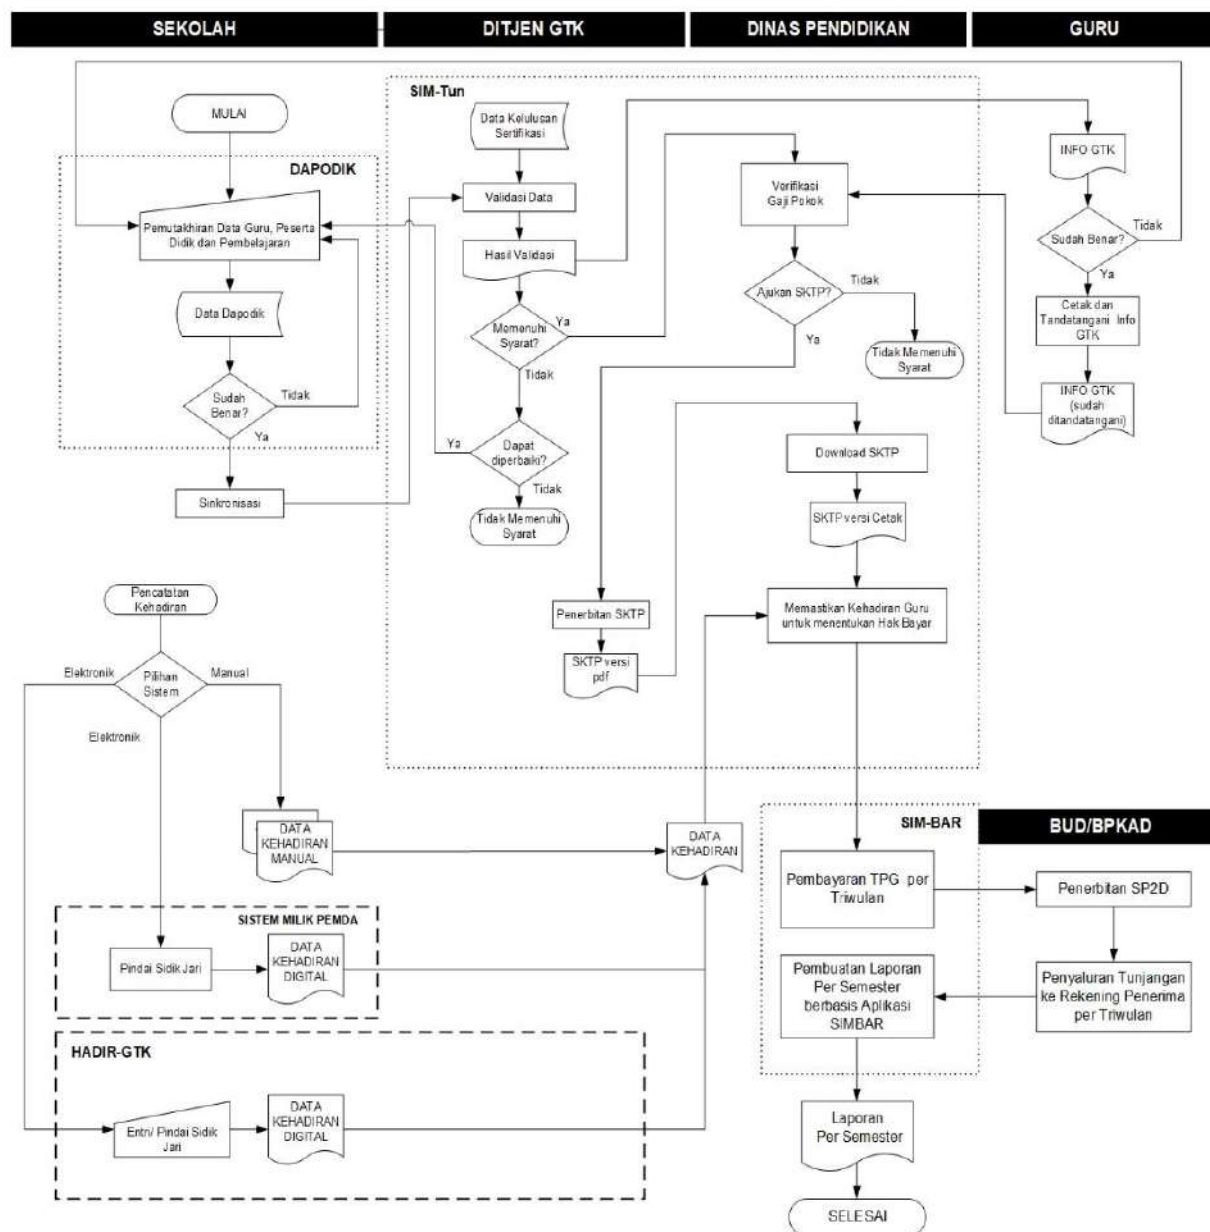 SEKOLAH
DITJEN GTK
DINAS PENDIDIKAN
GURU
MULAI
DAPODIK
Pemutakhiran Data Guru, Peserta
Didik dan Pembelajaran
Data Dapodik
Sudah
Benar?
Tidak
Ya
Sinkronisasi
SIM-Tun
Data Kelulusan
Sertifikasi
Validasi Data
Hasil Validasi
Memenuhi
Syarat?
Ya
Tidak
Dapat
diperbaiki?
Ya
Tidak
Tidak Memenuhi
Syarat
Verifikasi
Gaji Pokok
Ajukan SKTP?
Tidak
Ya
Tidak Memenuhi
Syarat
INFO GTK
Sudah Benar?
Tidak
Ya
Cetak dan
Tandatangani Info
GTK
INFO GTK
(sudah
ditandatangani)
Download SKTP
SKTP versi Cetak
Penerbitan SKTP
SKTP versi
pdf
Memastikan Kehadiran Guru
untuk menentukan Hak Bayar
Pencatatan
Kehadiran
Pilihan
Sistem
Elektronik
Manual
Elektronik
DATA
KEHADIRAN
MANUAL
DATA
KEHADIRAN
SISTEM MILIK PEMDA
Pindai Sidik Jari
DATA
KEHADIRAN
DIGITAL
HADIR-GTK
Entri/ Pindai Sidik
Jari
DATA
KEHADIRAN
DIGITAL
SIM-BAR
BUD/BPKAD
Pembayaran TPG per
Triwulan
Penerbitan SP2D
Pembuatan Laporan
Per Semester
berbasis Aplikasi
SIMBAR
Penyaluran Tunjangan
ke Rekening Penerima
per Triwulan
Laporan
Per Semester
SELESAI